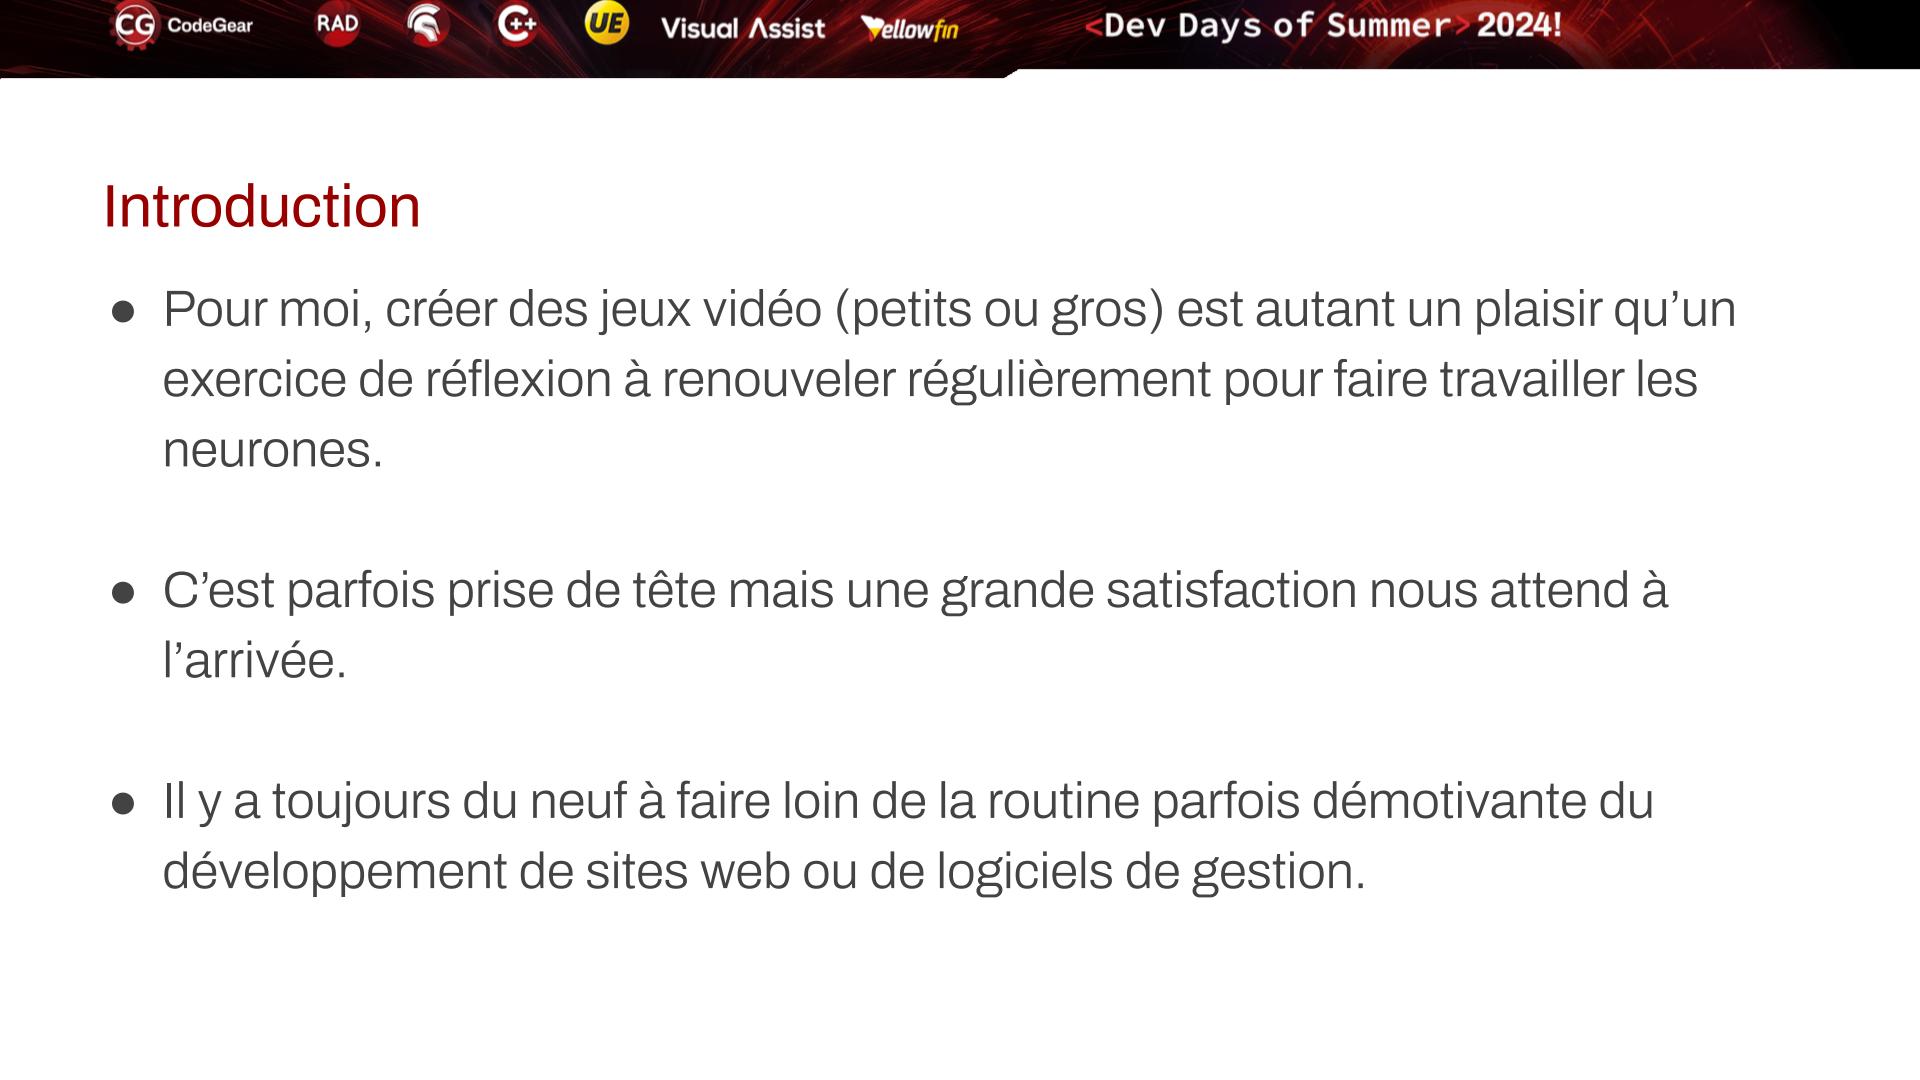 CG CodeGear RAD C++ UE Visual Assist Yellowfin <Dev Days of Summer> 2024!
Introduction
● Pour moi, créer des jeux vidéo (petits ou gros) est autant un plaisir qu’un
exercice de réflexion à renouveler régulièrement pour faire travailler les
neurones.
● C’est parfois prise de tête mais une grande satisfaction nous attend à
l’arrivée.
● Il y a toujours du neuf à faire loin de la routine parfois démotivante du
développement de sites web ou de logiciels de gestion.